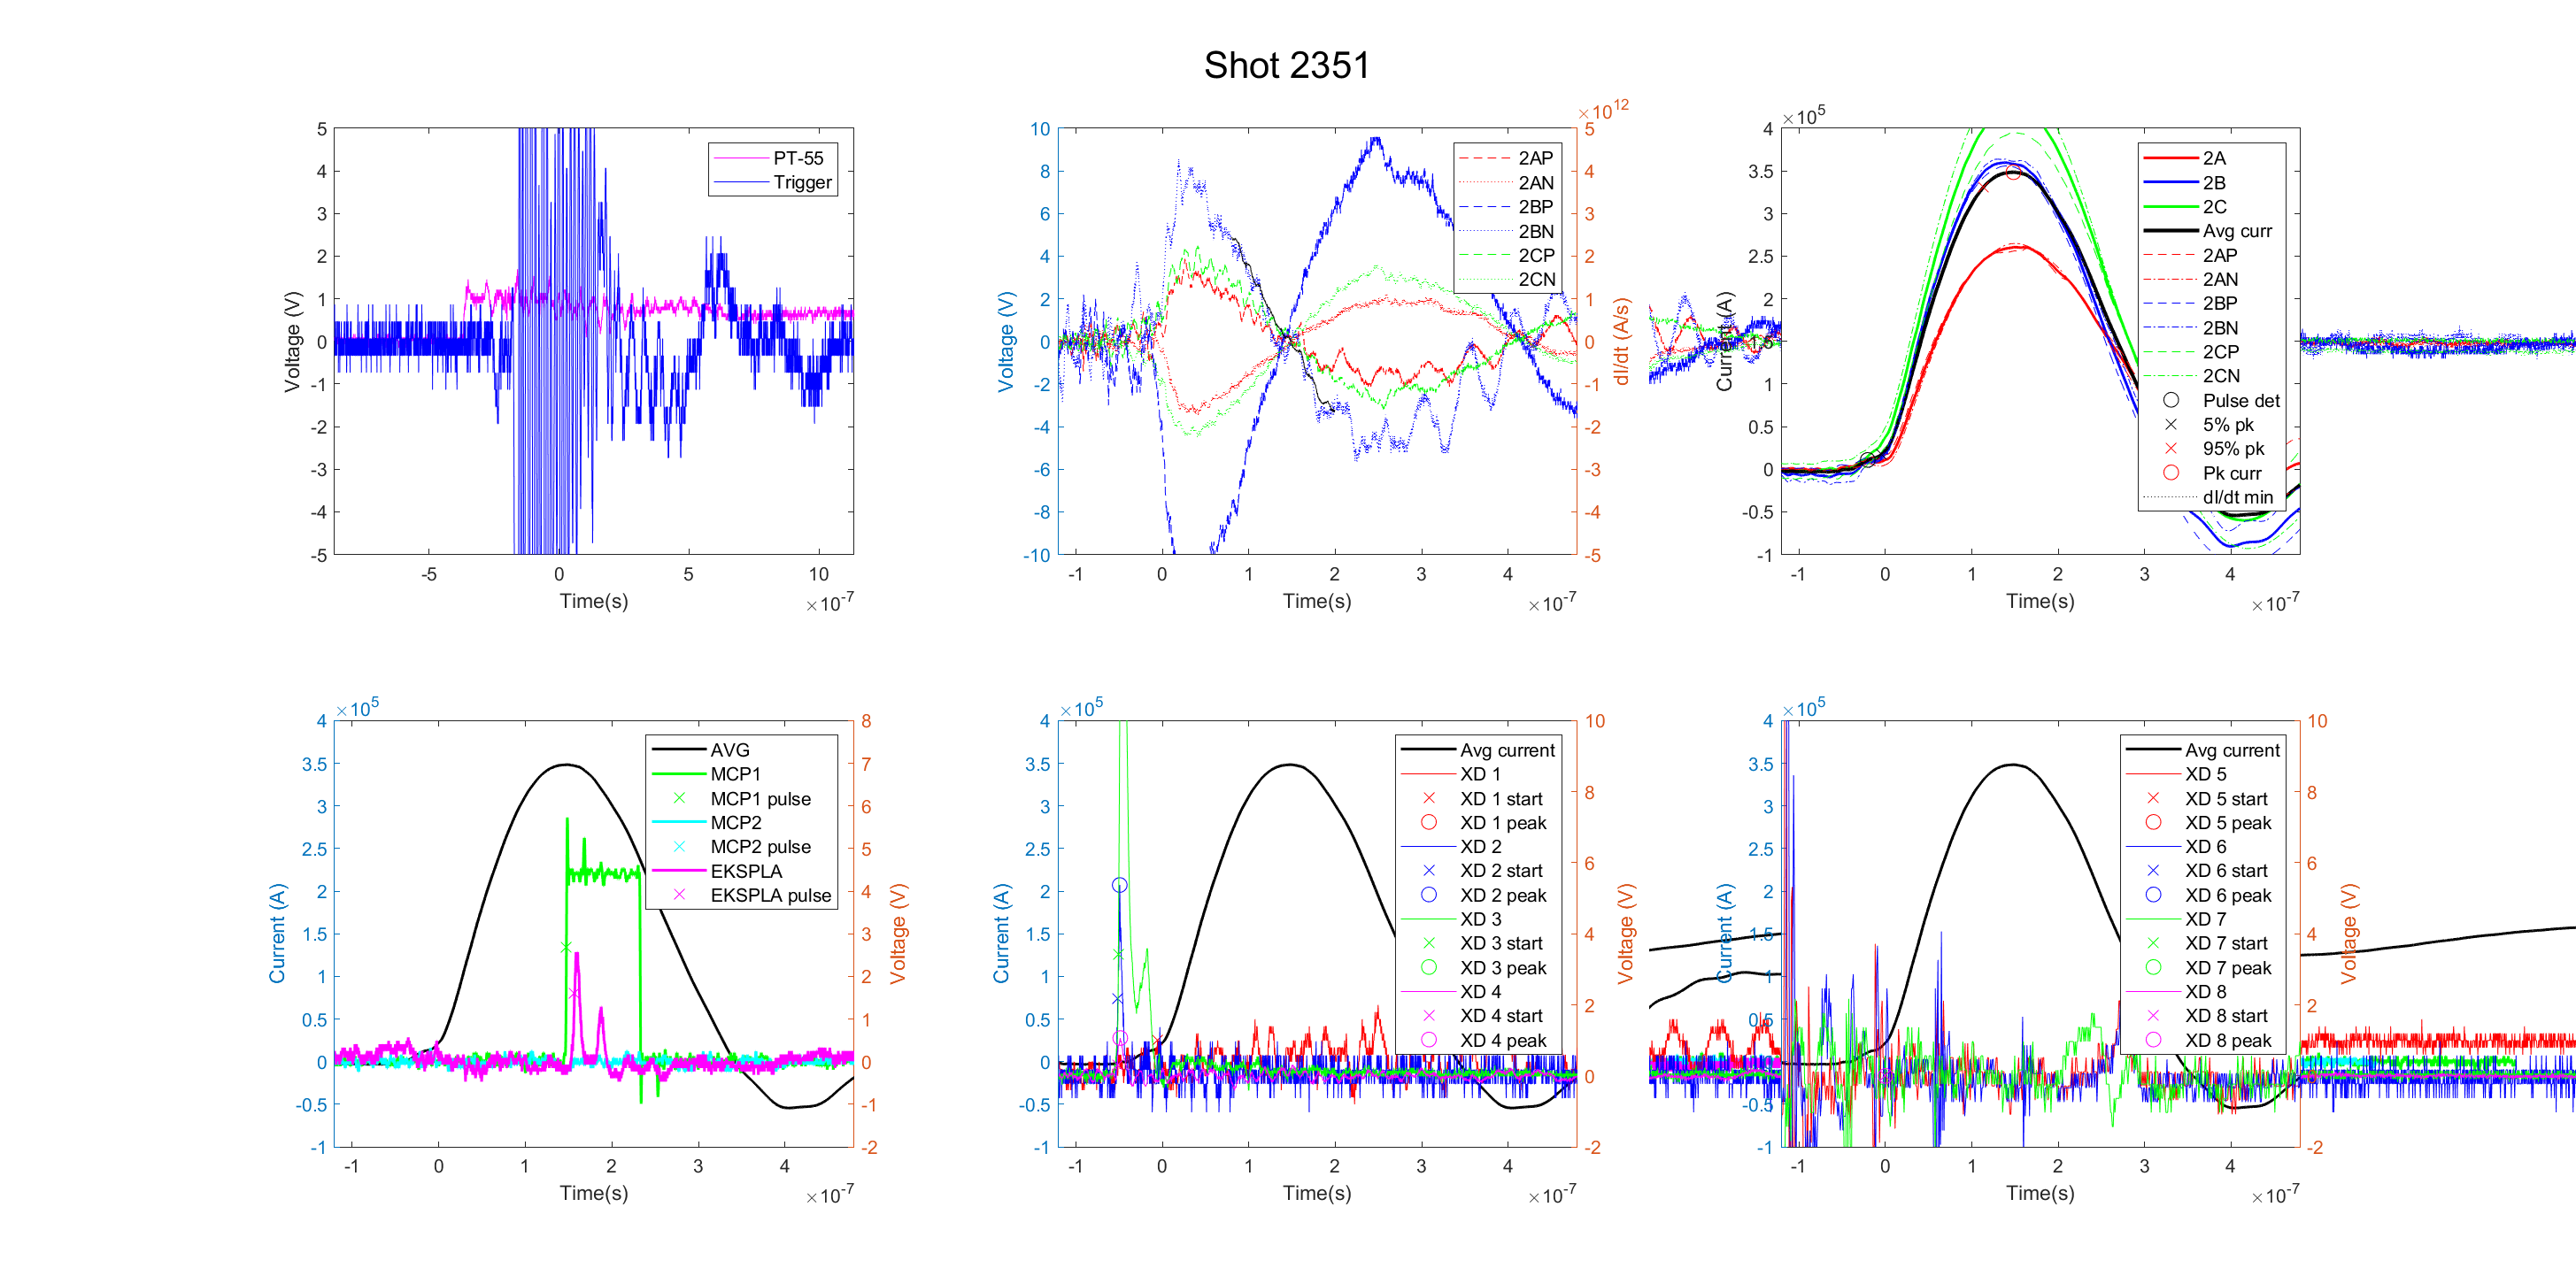 Shot 2351
5
4
3
2
1
0
-1
-2
-3
-4
-5
Voltage (V)
-5 0 5 10
Time(s)
×10-7
PT-55
Trigger
10
8
6
4
2
0
-2
-4
-6
-8
-10
Voltage (V)
×1012
5
4
3
2
1
0
-1
-2
-3
-4
-5
dI/dt (A/s)
-1 0 1 2 3 4
Time(s)
×10-7
2AP
2AN
2BP
2BN
2CP
2CN
×105
4
3.5
3
2.5
2
1.5
1
0.5
0
-0.5
-1
Current (A)
-1 0 1 2 3 4
Time(s)
×10-7
2A
2B
2C
Avg curr
2AP
2AN
2BP
2BN
2CP
2CN
Pulse det
5% pk
95% pk
Pk curr
dI/dt min
×105
4
3.5
3
2.5
2
1.5
1
0.5
0
-0.5
-1
Current (A)
8
7
6
5
4
3
2
1
0
-1
-2
Voltage (V)
-1 0 1 2 3 4
Time(s)
×10-7
AVG
MCP1
MCP1 pulse
MCP2
MCP2 pulse
EKSPLA
EKSPLA pulse
×105
4
3.5
3
2.5
2
1.5
1
0.5
0
-0.5
-1
Current (A)
10
8
6
4
2
0
-2
Voltage (V)
-1 0 1 2 3 4
Time(s)
×10-7
Avg current
XD 1
XD 1 start
XD 1 peak
XD 2
XD 2 start
XD 2 peak
XD 3
XD 3 start
XD 3 peak
XD 4
XD 4 start
XD 4 peak
×105
4
3.5
3
2.5
2
1.5
1
0.5
0
-0.5
-1
Current (A)
10
8
6
4
2
0
-2
Voltage (V)
-1 0 1 2 3 4
Time(s)
×10-7
Avg current
XD 5
XD 5 start
XD 5 peak
XD 6
XD 6 start
XD 6 peak
XD 7
XD 7 start
XD 7 peak
XD 8
XD 8 start
XD 8 peak